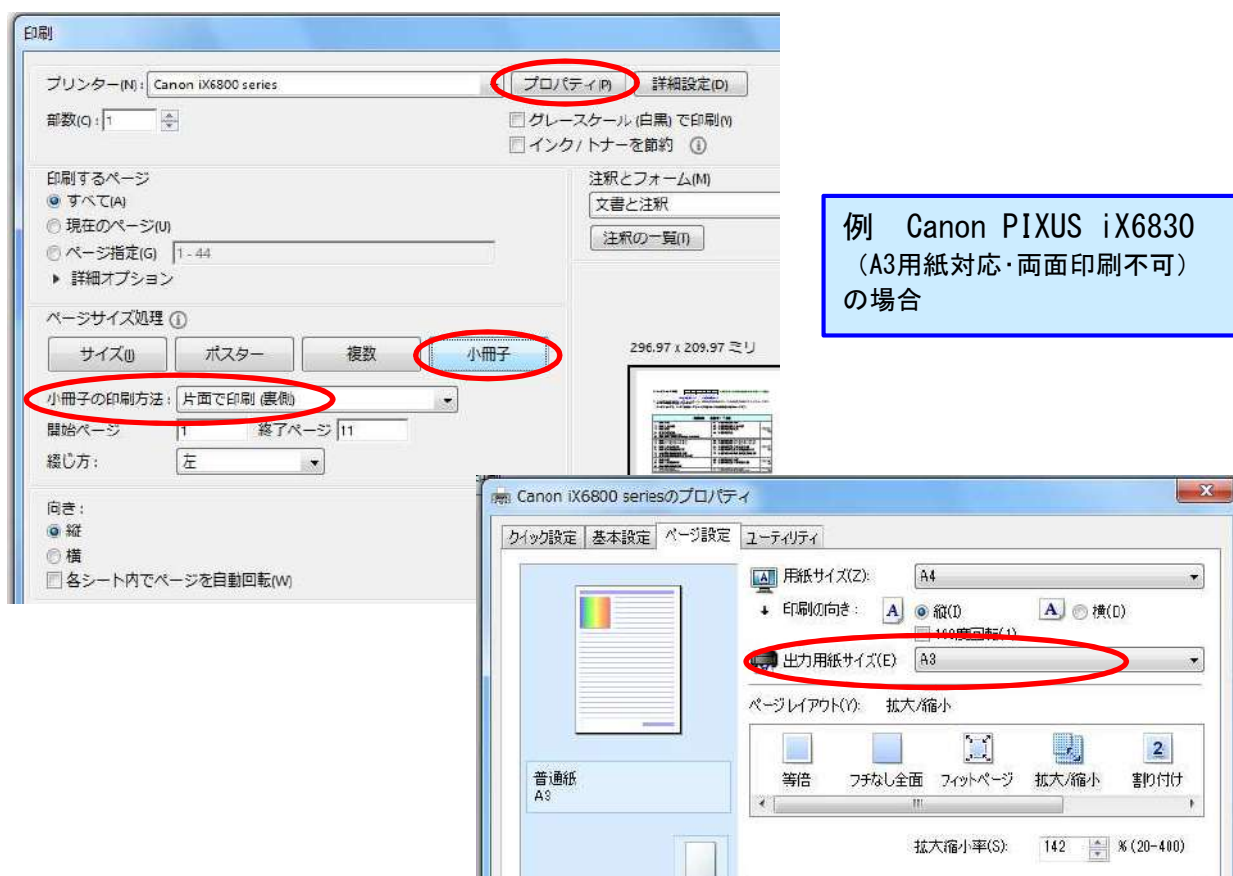 印刷
プリンター(N): Canon iX6800 series プロパティ(P) 詳細設定(D)
部数(C): 1
グレースケール (白黒) で印刷(Y)
インク/トナーを節約
印刷するページ
すべて(A)
現在のページ(U)
ページ指定(G) 1 - 44
詳細オプション
注釈とフォーム(M)
文書と注釈
注釈の一覧(T)
例 Canon PIXUS iX6830
(A3用紙対応・両面印刷不可)
の場合
ページサイズ処理
サイズ(I) ポスター 複数 小冊子
小冊子の印刷方法: 片面で印刷 (裏側)
開始ページ 1 終了ページ 11
綴じ方: 左
向き:
縦
横
各シート内でページを自動回転(W)
296.97 x 209.97 ミリ
Canon iX6800 seriesのプロパティ
クイック設定 基本設定 ページ設定 ユーティリティ
用紙サイズ(Z): A4
印刷の向き: A 縦(I) A 横(D)
180度回転(1)
出力用紙サイズ(E) A3
ページレイアウト(Y): 拡大/縮小
等倍 フチなし全面 フィットページ 拡大/縮小 割り付け
普通紙
A3
拡大縮小率(S): 142 % (20-400)